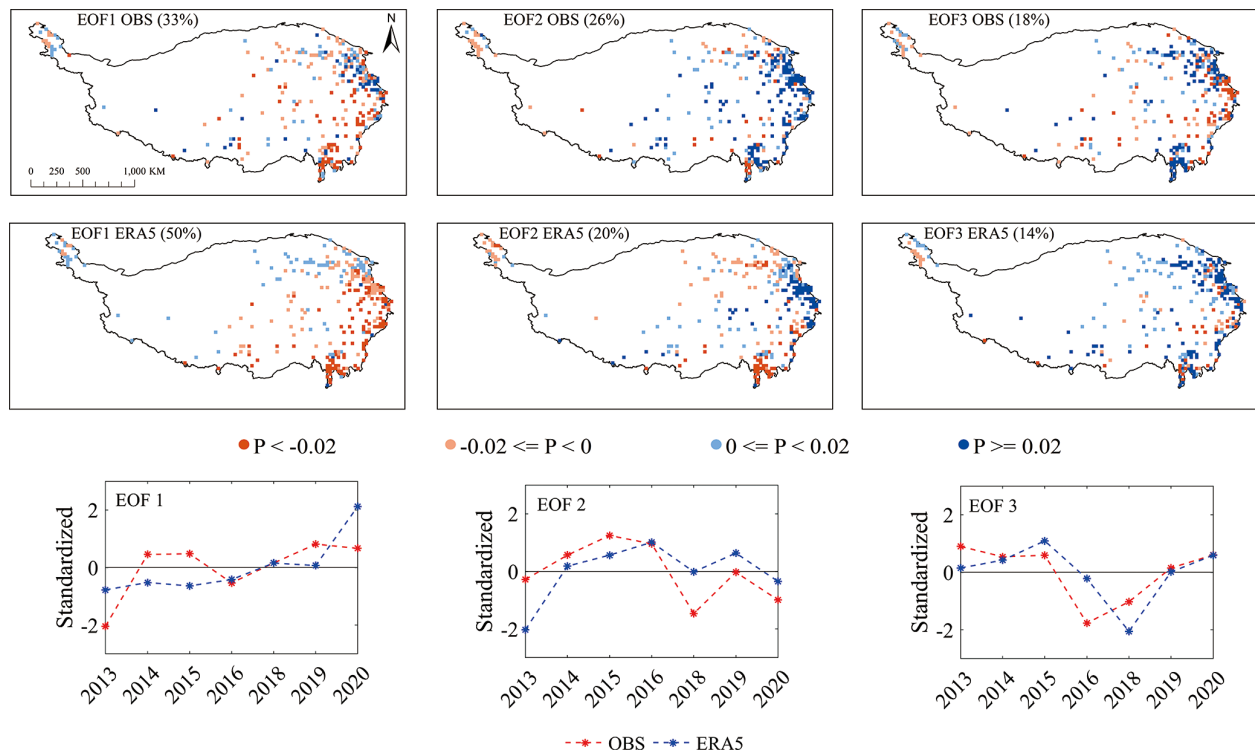 EOF1 OBS (33%)
N
EOF2 OBS (26%)
EOF3 OBS (18%)
0 250 500 1,000 KM
EOF1 ERA5 (50%)
EOF2 ERA5 (20%)
EOF3 ERA5 (14%)
P < -0.02
-0.02 <= P < 0
0 <= P < 0.02
P >= 0.02
EOF 1
Standardized
2
0
-2
2013 2014 2015 2016 2018 2019 2020
EOF 2
Standardized
2
0
-2
2013 2014 2015 2016 2018 2019 2020
EOF 3
Standardized
2
0
-2
2013 2014 2015 2016 2018 2019 2020
OBS ERA5